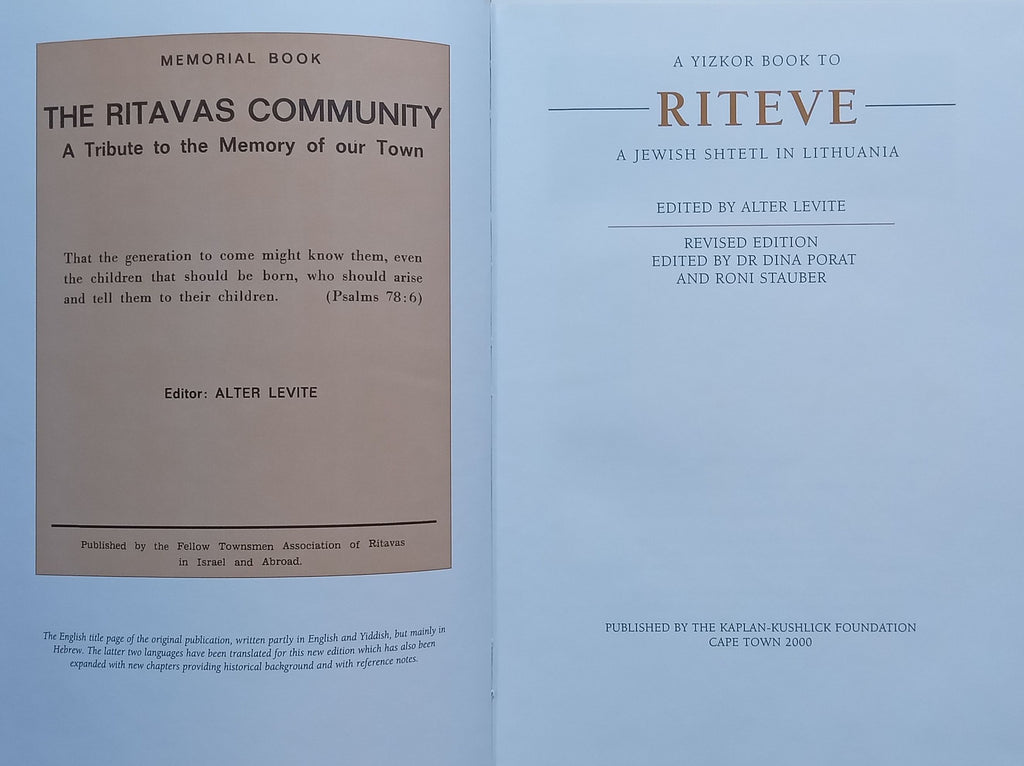 MEMORIAL BOOK
THE RITAVAS COMMUNITY
A Tribute to the Memory of our Town
That the generation to come might know them, even
the children that should be born, who should arise
and tell them to their children. (Psalms 78:6)
Editor: ALTER LEVITE
Published by the Fellow Townsmen Association of Ritavas
in Israel and Abroad.
The English title page of the original publication, written partly in English and Yiddish, but mainly in
Hebrew. The latter two languages have been translated for this new edition which has also been
expanded with new chapters providing historical background and with reference notes.
A YIZKOR BOOK TO
RITEVE
A JEWISH SHTETL IN LITHUANIA
EDITED BY ALTER LEVITE
REVISED EDITION
EDITED BY DR DINA PORAT
AND RONI STAUBER
PUBLISHED BY THE KAPLAN-KUSHLICK FOUNDATION
CAPE TOWN 2000